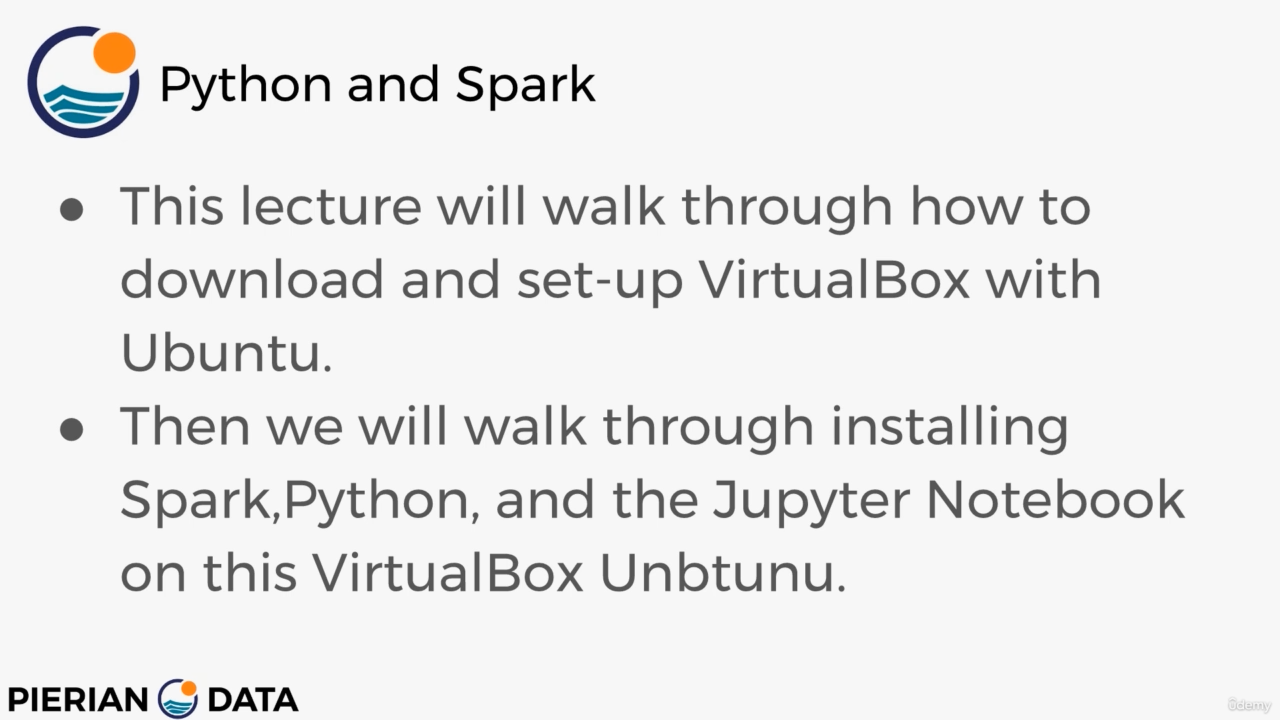 Python and Spark
● This lecture will walk through how to
download and set-up VirtualBox with
Ubuntu.
● Then we will walk through installing
Spark,Python, and the Jupyter Notebook
on this VirtualBox Unbtunu.
PIERIAN DATA
ûdemy